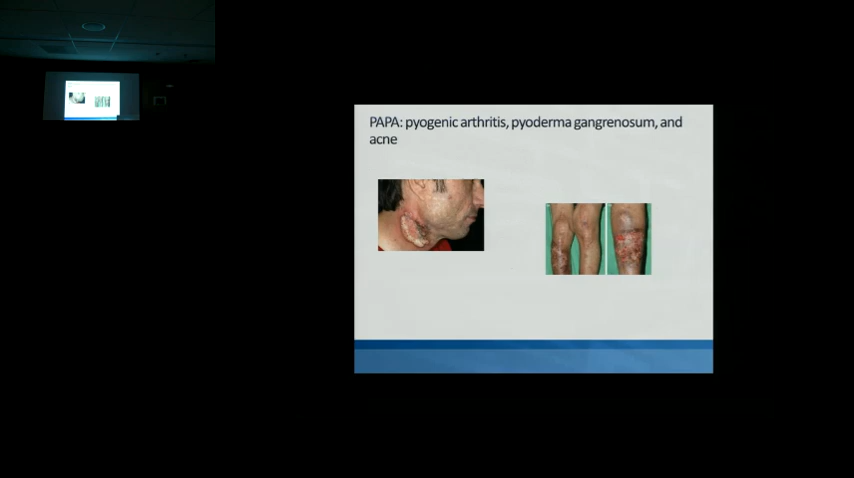 PAPA: pyogenic arthritis, pyoderma gangrenosum, and
acne